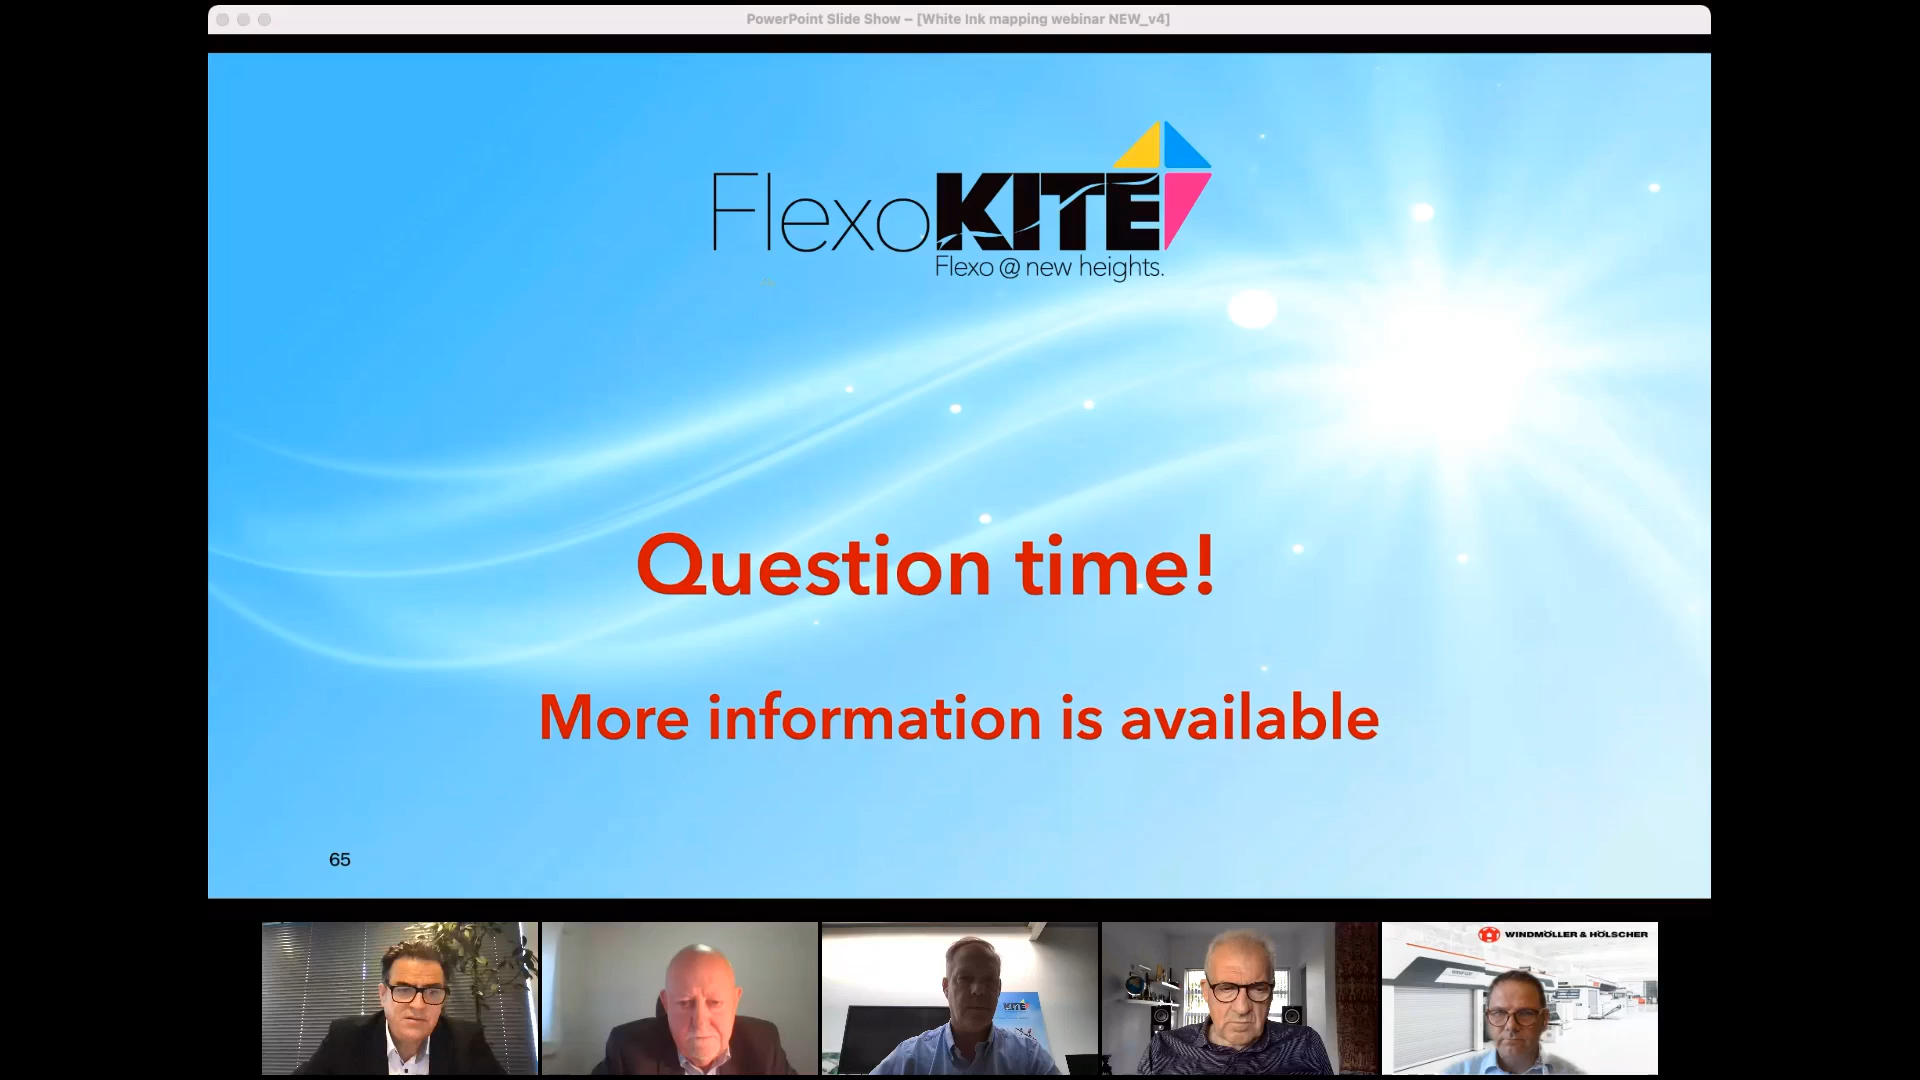 PowerPoint Slide Show – [White Ink mapping webinar NEW_v4]
FlexoKITE
Flexo @ new heights.
Question time!
More information is available
65
KITE
WINDMÖLLER & HÖLSCHER